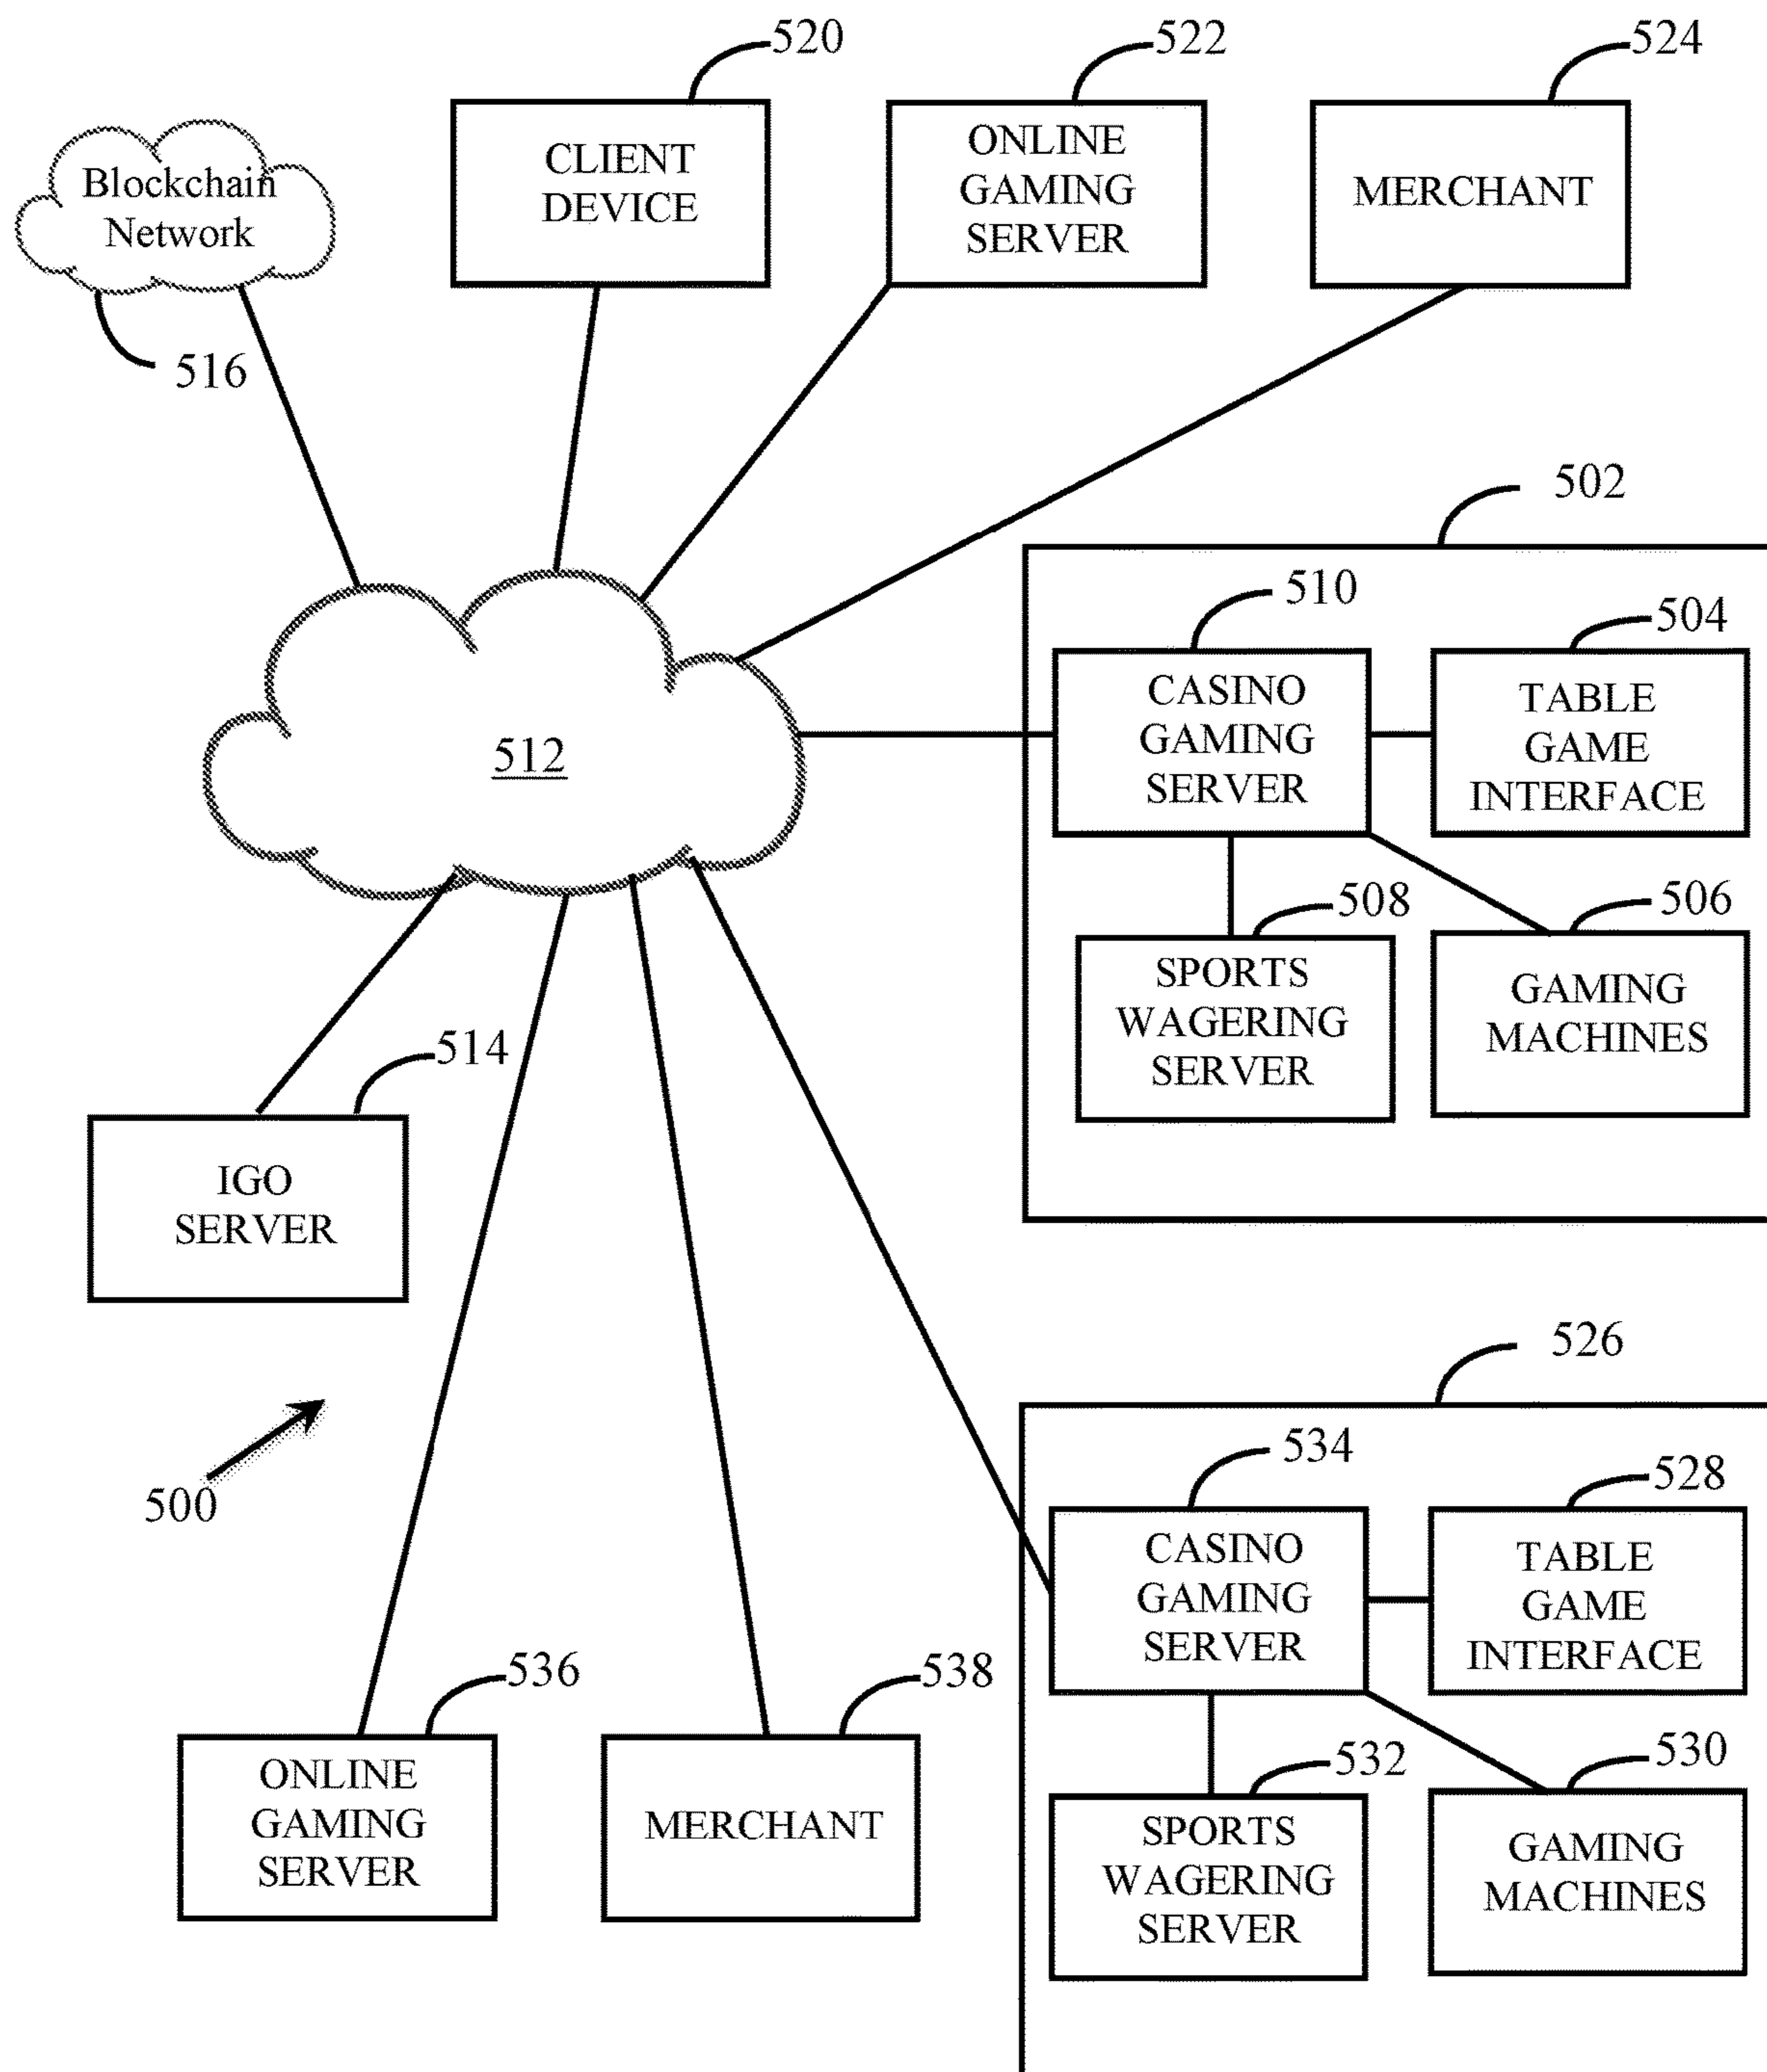 520
522
524
Blockchain
Network
516
CLIENT
DEVICE
ONLINE
GAMING
SERVER
MERCHANT
502
510
504
CASINO
GAMING
SERVER
TABLE
GAME
INTERFACE
512
508
506
SPORTS
WAGERING
SERVER
GAMING
MACHINES
514
IGO
SERVER
500
526
534
528
CASINO
GAMING
SERVER
TABLE
GAME
INTERFACE
536
538
532
530
ONLINE
GAMING
SERVER
MERCHANT
SPORTS
WAGERING
SERVER
GAMING
MACHINES